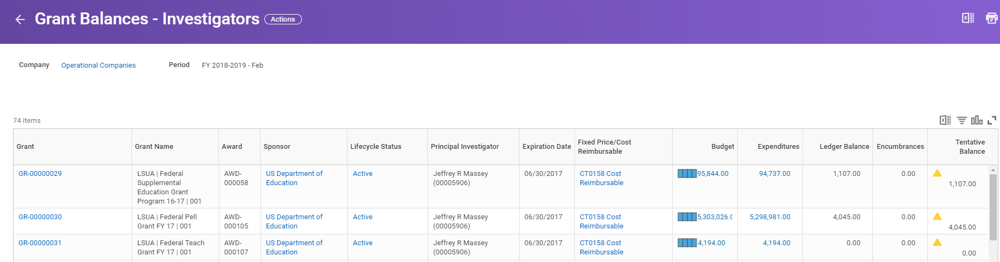 Grant Balances - Investigators Actions
Company Operational Companies Period FY 2018-2019 - Feb
74 items
Grant Grant Name Award Sponsor Lifecycle Status Principal Investigator Expiration Date Fixed Price/Cost Reimbursable Budget Expenditures Ledger Balance Encumbrances Tentative Balance
GR-00000029 LSUA | Federal Supplemental Education Grant Program 16-17 | 001 AWD-000058 US Department of Education Active Jeffrey R Massey (00005906) 06/30/2017 CT0158 Cost Reimbursable 95,844.00 94,737.00 1,107.00 0.00 1,107.00
GR-00000030 LSUA | Federal Pell Grant FY 17 | 001 AWD-000105 US Department of Education Active Jeffrey R Massey (00005906) 06/30/2017 CT0158 Cost Reimbursable 5,303,026.0 5,298,981.00 4,045.00 0.00 4,045.00
GR-00000031 LSUA | Federal Teach Grant FY 17 | 001 AWD-000107 US Department of Education Active Jeffrey R Massey (00005906) 06/30/2017 CT0158 Cost Reimbursable 4,194.00 4,194.00 0.00 0.00 0.00